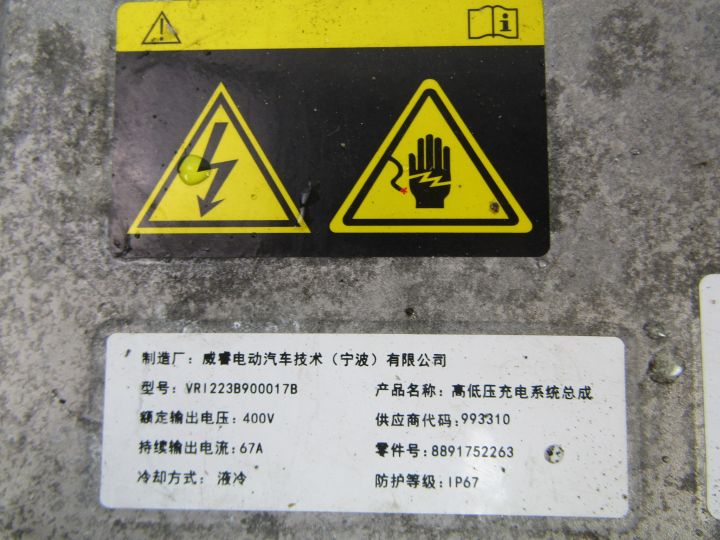 制造厂：威睿电动汽车技术（宁波）有限公司
型号：VRI223B900017B 产品名称：高低压充电系统总成
额定输出电压：400V 供应商代码：993310
持续输出电流：67A 零件号：8891752263
冷却方式：液冷 防护等级：IP67